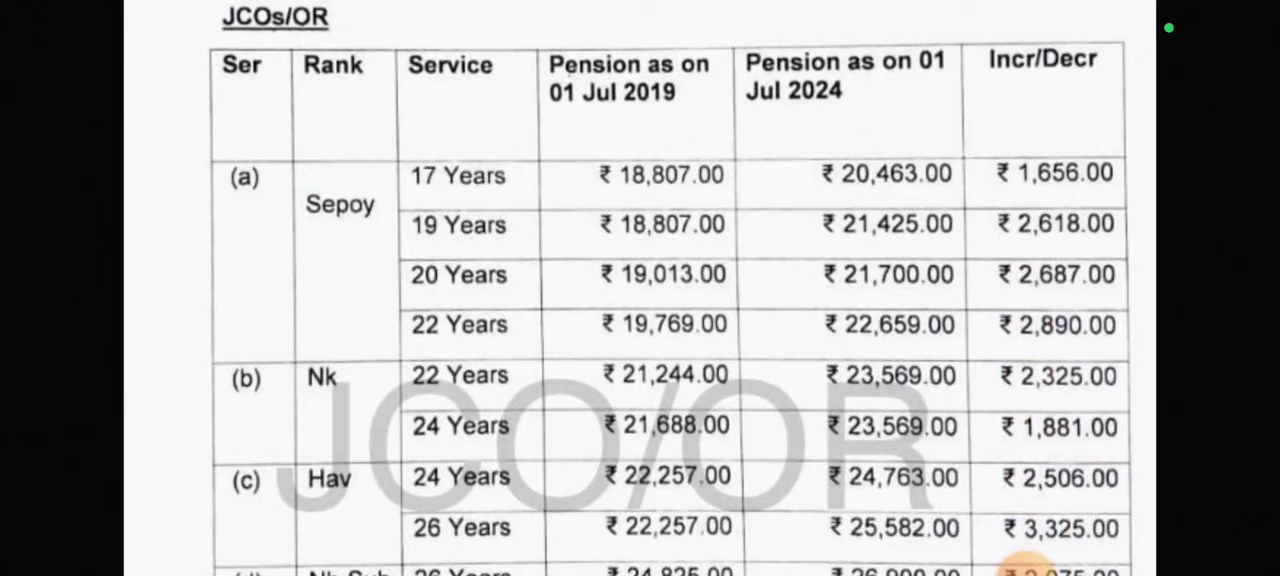 JCOs/OR
Ser Rank Service Pension as on 01 Jul 2019 Pension as on 01 Jul 2024 Incr/Decr
(a) Sepoy 17 Years ₹ 18,807.00 ₹ 20,463.00 ₹ 1,656.00
19 Years ₹ 18,807.00 ₹ 21,425.00 ₹ 2,618.00
20 Years ₹ 19,013.00 ₹ 21,700.00 ₹ 2,687.00
22 Years ₹ 19,769.00 ₹ 22,659.00 ₹ 2,890.00
(b) Nk 22 Years ₹ 21,244.00 ₹ 23,569.00 ₹ 2,325.00
24 Years ₹ 21,688.00 ₹ 23,569.00 ₹ 1,881.00
(c) Hav 24 Years ₹ 22,257.00 ₹ 24,763.00 ₹ 2,506.00
26 Years ₹ 22,257.00 ₹ 25,582.00 ₹ 3,325.00
JCO/OR